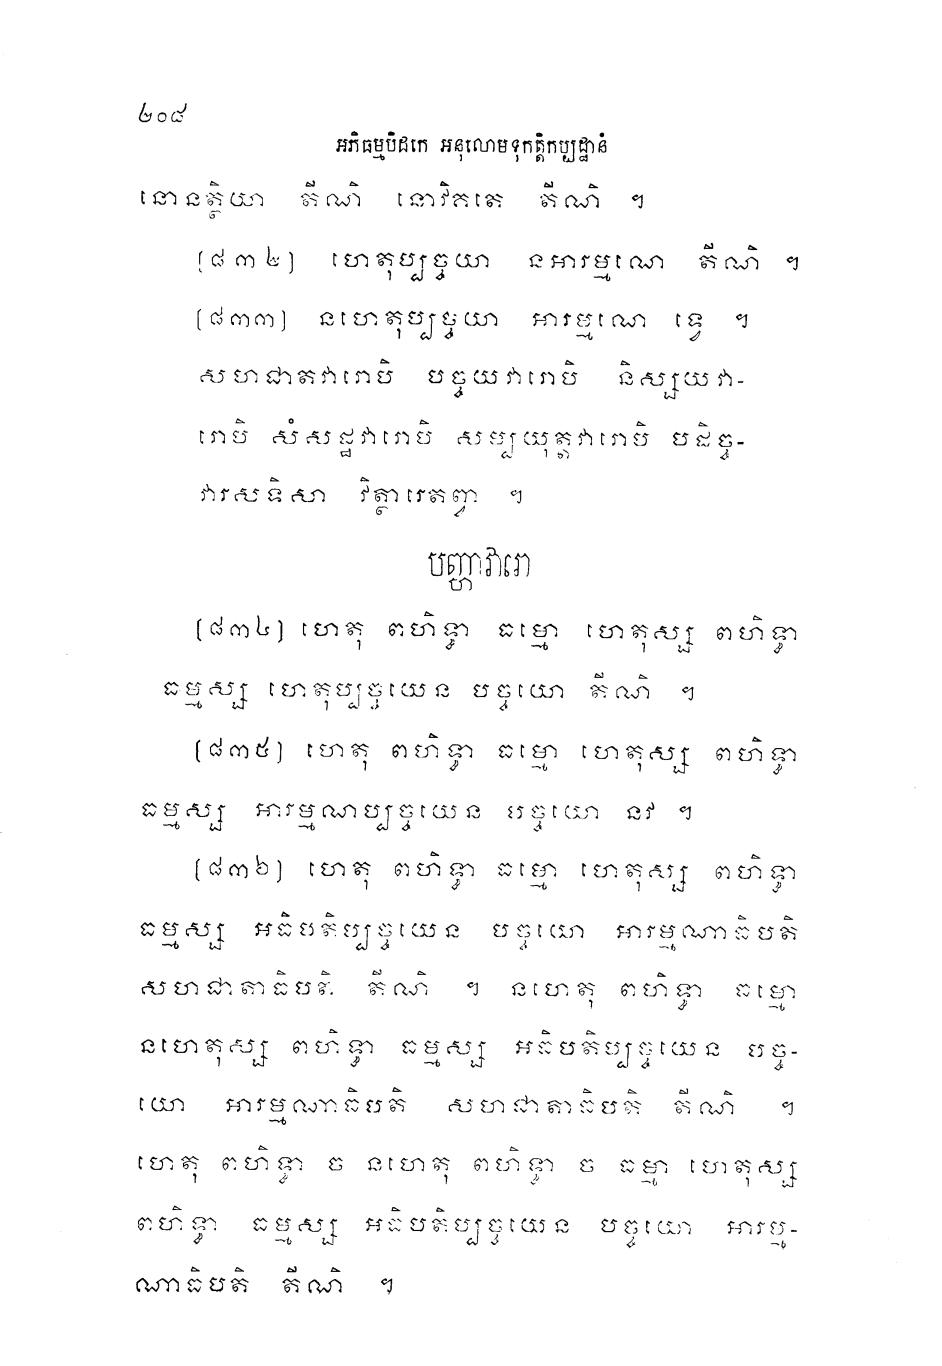 ២០៨
អភិធម្មបិដកេ អនុលោមទុកត្តិកប្បដ្ឋានំ
នោនត្ថិយា តីណិ នោវិគតេ តីណិ ។
[៨៣២] ហេតុប្បច្ចយា នអារម្មណេ តីណិ ។
[៨៣៣] នហេតុប្បច្ចយា អារម្មណេ ទ្វេ ។
សហជាតវារោបិ បច្ចយវារោបិ និស្សយវា-
រោបិ សំសដ្ឋវារោបិ សម្បយុត្តវារោបិ បដិច្ច-
វារសទិសា វិត្ថារេតព្វា ។
បញ្ហាវារោ
[៨៣៤] ហេតុ ពហិទ្ធា ធម្មោ ហេតុស្ស ពហិទ្ធា
ធម្មស្ស ហេតុប្បច្ចយេន បច្ចយោ តីណិ ។
[៨៣៥] ហេតុ ពហិទ្ធា ធម្មោ ហេតុស្ស ពហិទ្ធា
ធម្មស្ស អារម្មណប្បច្ចយេន បច្ចយោ នវ ។
[៨៣៦] ហេតុ ពហិទ្ធា ធម្មោ ហេតុស្ស ពហិទ្ធា
ធម្មស្ស អធិបតិប្បច្ចយេន បច្ចយោ អារម្មណាធិបតិ
សហជាតាធិបតិ តីណិ ។ នហេតុ ពហិទ្ធា ធម្មោ
នហេតុស្ស ពហិទ្ធា ធម្មស្ស អធិបតិប្បច្ចយេន បច្ច-
យោ អារម្មណាធិបតិ សហជាតាធិបតិ តីណិ ។
ហេតុ ពហិទ្ធា ច នហេតុ ពហិទ្ធា ច ធម្មា ហេតុស្ស
ពហិទ្ធា ធម្មស្ស អធិបតិប្បច្ចយេន បច្ចយោ អារម្ម-
ណាធិបតិ តីណិ ។